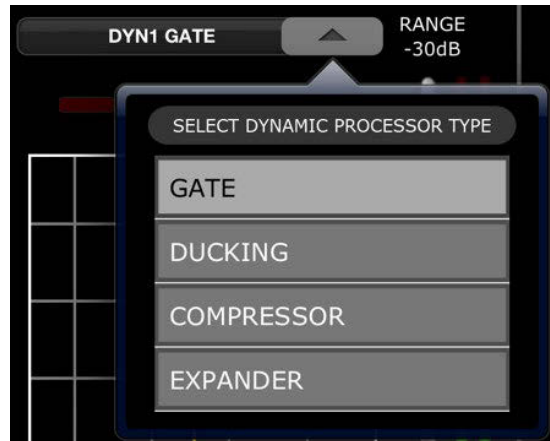 DYN1 GATE
RANGE
-30dB
SELECT DYNAMIC PROCESSOR TYPE
GATE
DUCKING
COMPRESSOR
EXPANDER